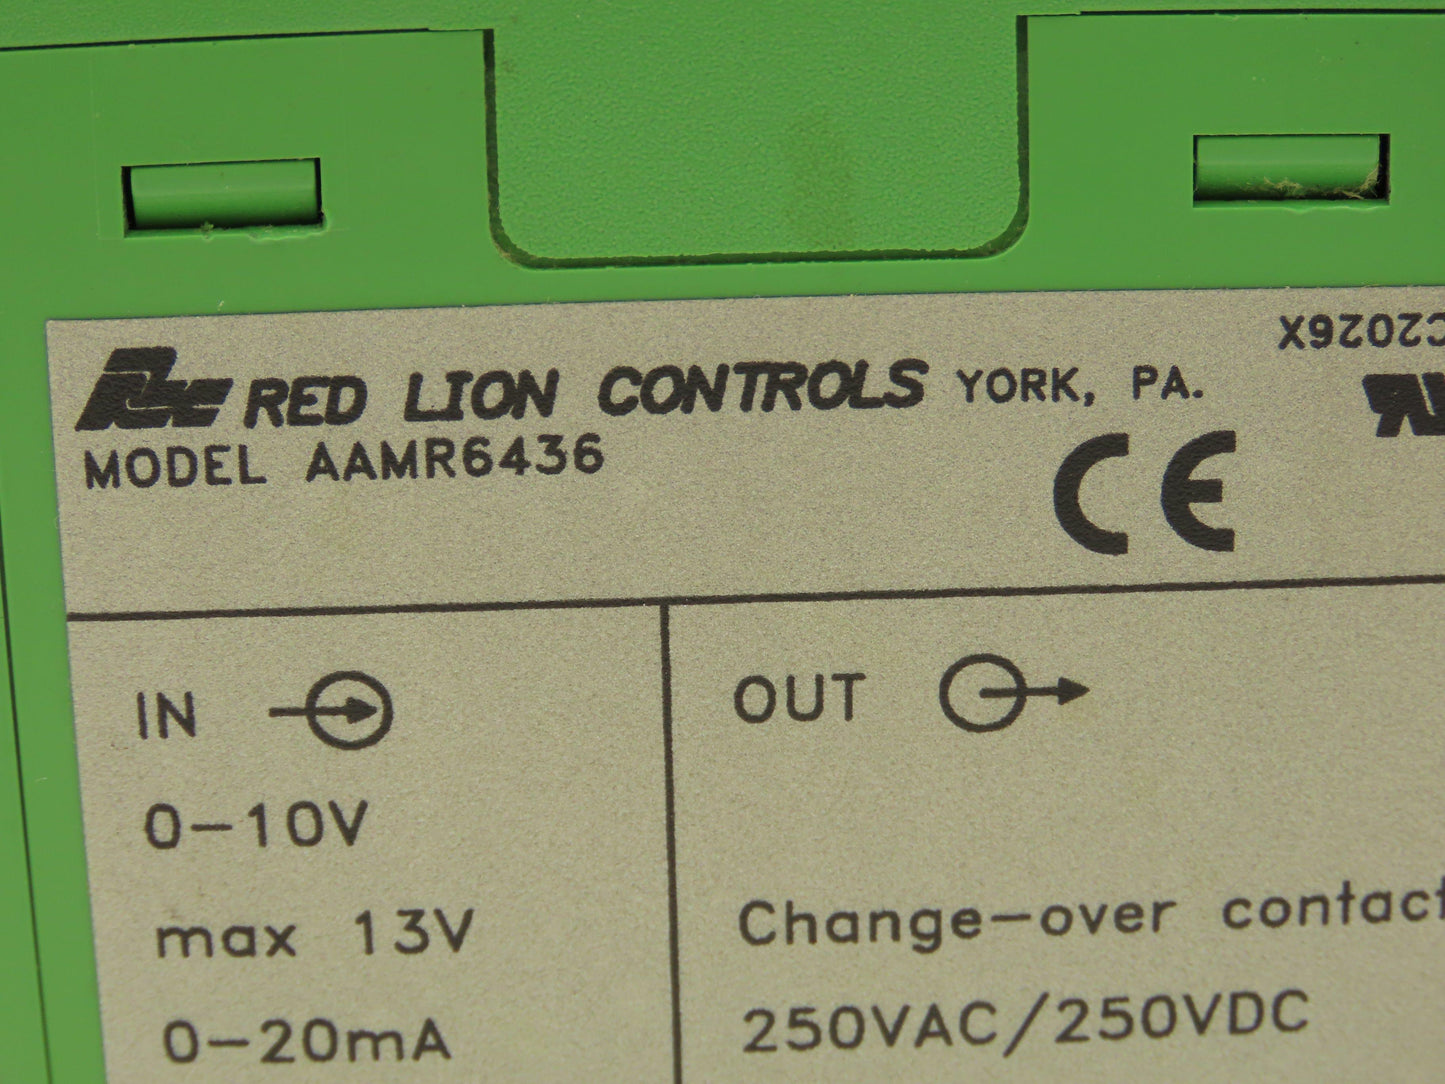 C2026X
RED LION CONTROLS YORK, PA.
MODEL AAMR6436
CE
IN
0-10V
max 13V
0-20mA
OUT
Change-over contact
250VAC/250VDC